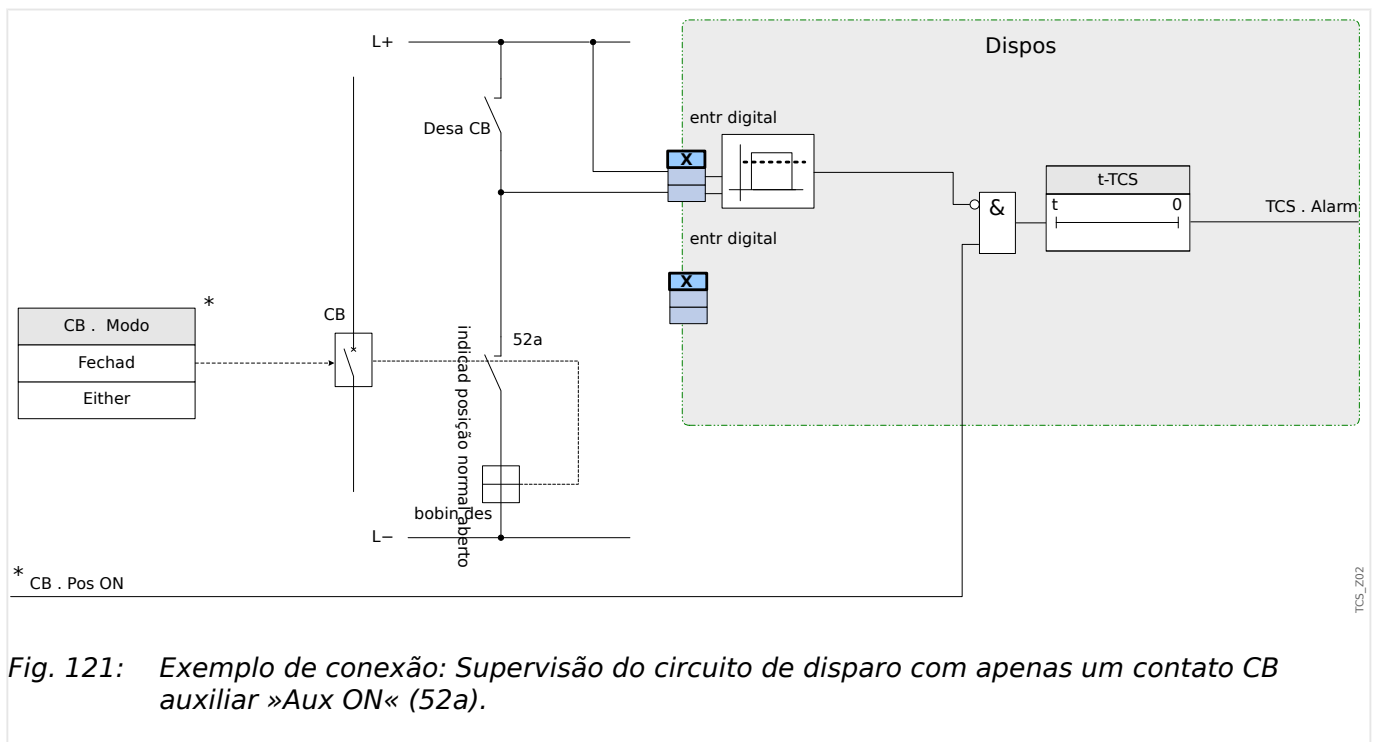 L+
Dispos
Desa CB
entr digital
X
t-TCS
t 0
&
TCS . Alarm
entr digital
X
*
CB . Modo
Fechad
Either
CB
52a
indicad posição normal aberto
bobin des
L−
* CB . Pos ON
TCS_Z02
Fig. 121: Exemplo de conexão: Supervisão do circuito de disparo com apenas um contato CB
auxiliar »Aux ON« (52a).